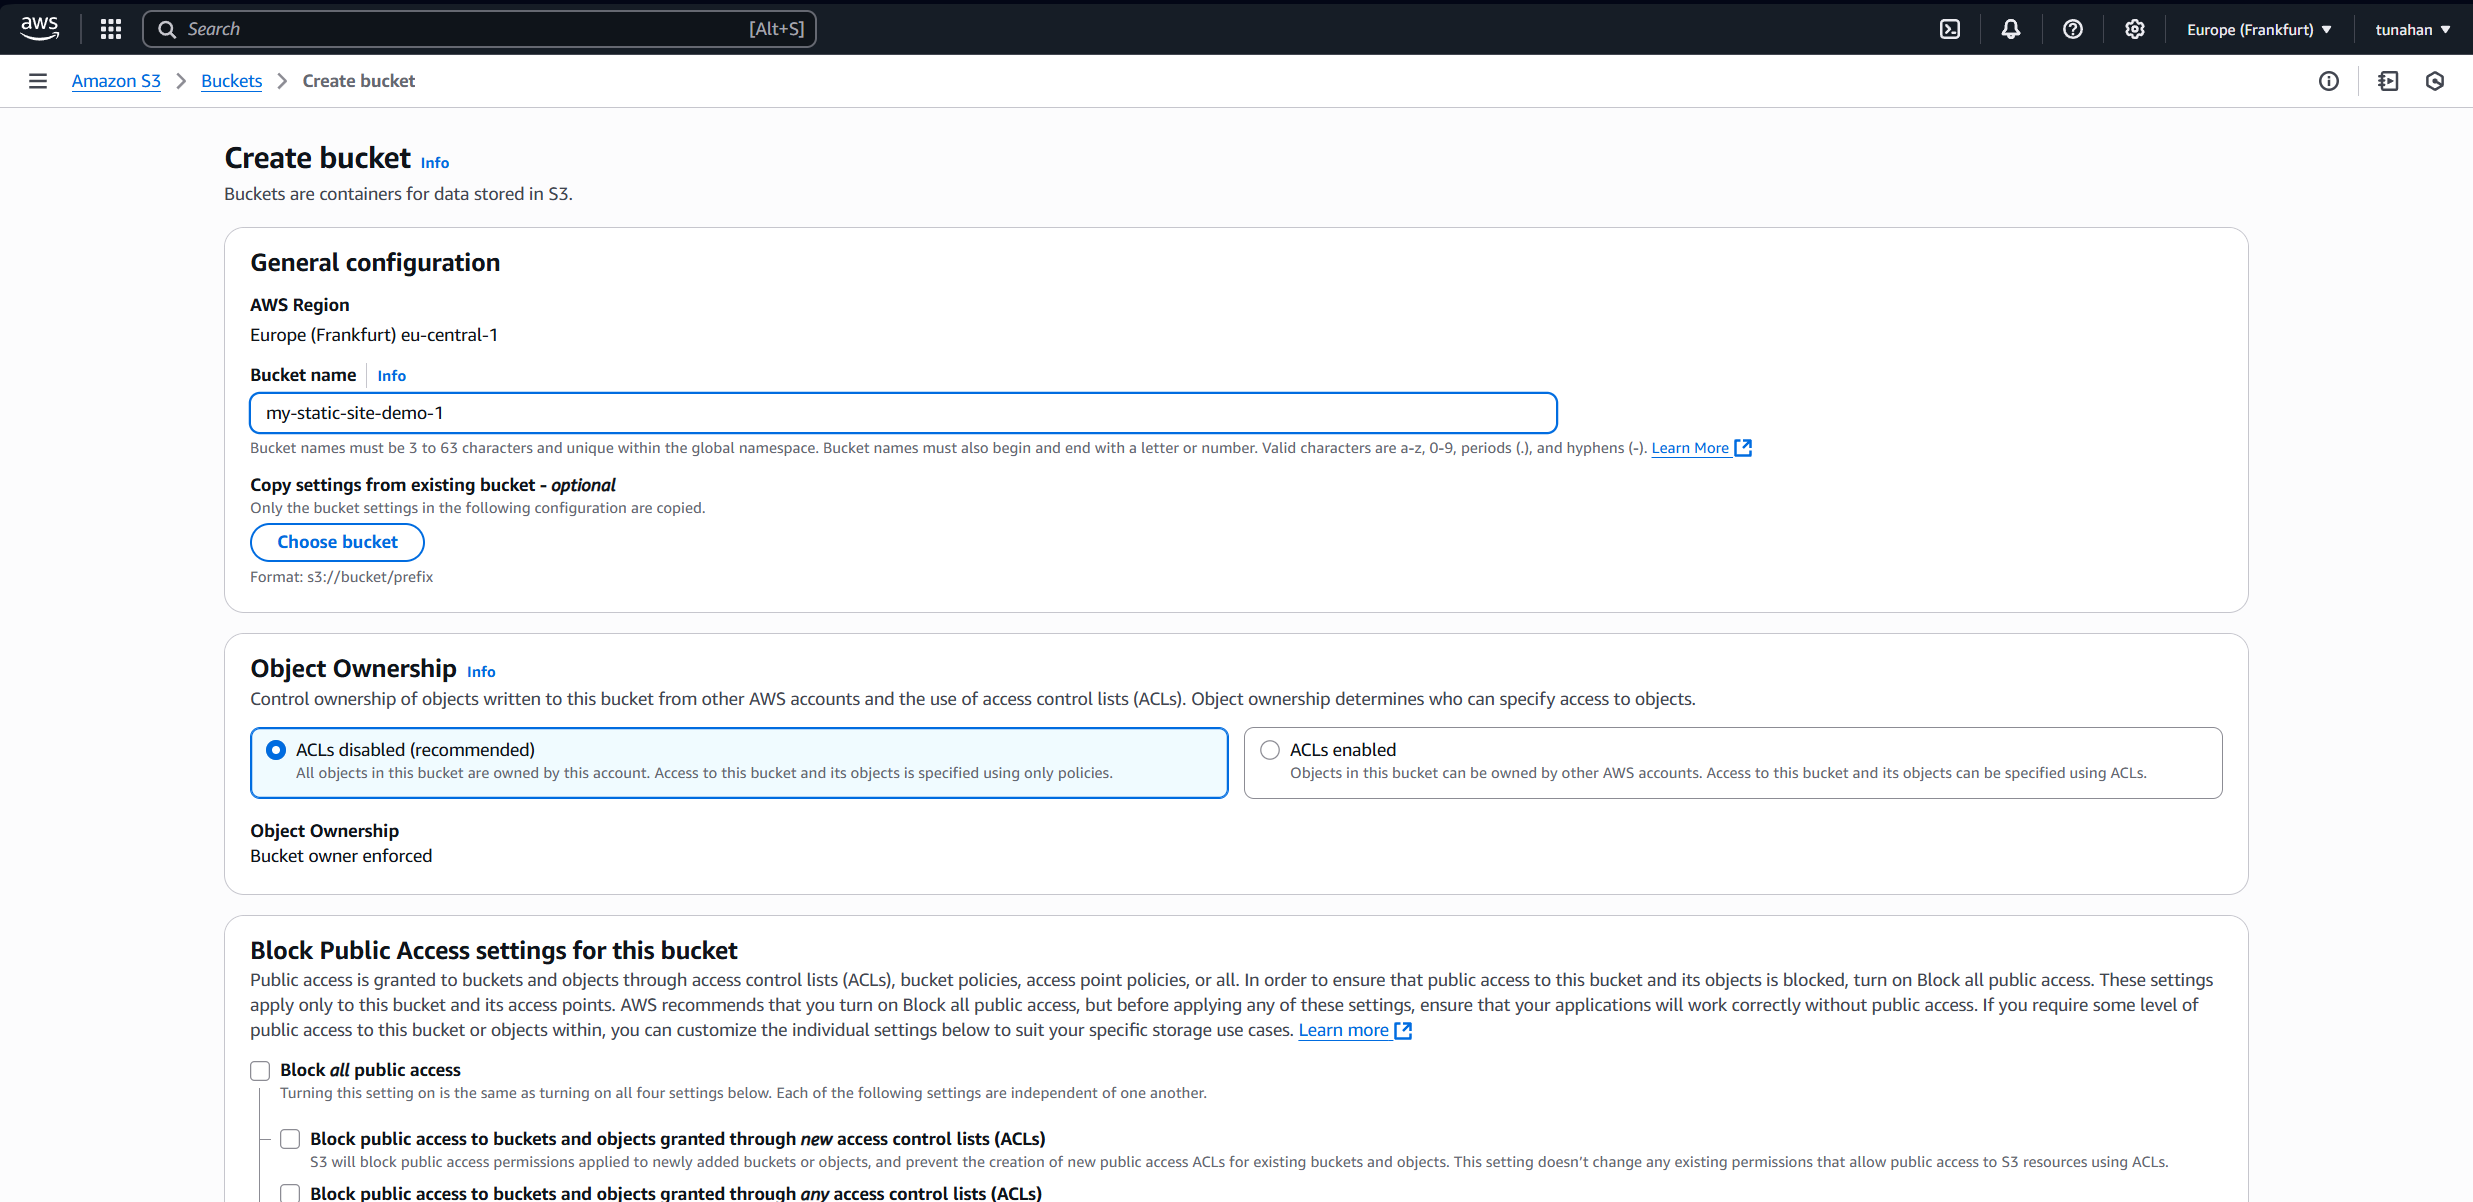 aws
Search
[Alt+S]
Europe (Frankfurt)
tunahan
Amazon S3
Buckets
Create bucket
Create bucket Info
Buckets are containers for data stored in S3.
General configuration
AWS Region
Europe (Frankfurt) eu-central-1
Bucket name Info
my-static-site-demo-1
Bucket names must be 3 to 63 characters and unique within the global namespace. Bucket names must also begin and end with a letter or number. Valid characters are a-z, 0-9, periods (.), and hyphens (-). Learn More
Copy settings from existing bucket - optional
Only the bucket settings in the following configuration are copied.
Choose bucket
Format: s3://bucket/prefix
Object Ownership Info
Control ownership of objects written to this bucket from other AWS accounts and the use of access control lists (ACLs). Object ownership determines who can specify access to objects.
ACLs disabled (recommended)
All objects in this bucket are owned by this account. Access to this bucket and its objects is specified using only policies.
ACLs enabled
Objects in this bucket can be owned by other AWS accounts. Access to this bucket and its objects can be specified using ACLs.
Object Ownership
Bucket owner enforced
Block Public Access settings for this bucket
Public access is granted to buckets and objects through access control lists (ACLs), bucket policies, access point policies, or all. In order to ensure that public access to this bucket and its objects is blocked, turn on Block all public access. These settings
apply only to this bucket and its access points. AWS recommends that you turn on Block all public access, but before applying any of these settings, ensure that your applications will work correctly without public access. If you require some level of
public access to this bucket or objects within, you can customize the individual settings below to suit your specific storage use cases. Learn more
Block all public access
Turning this setting on is the same as turning on all four settings below. Each of the following settings are independent of one another.
Block public access to buckets and objects granted through new access control lists (ACLs)
S3 will block public access permissions applied to newly added buckets or objects, and prevent the creation of new public access ACLs for existing buckets and objects. This setting doesn't change any existing permissions that allow public access to S3 resources using ACLs.
Block public access to buckets and objects granted through any access control lists (ACLs)